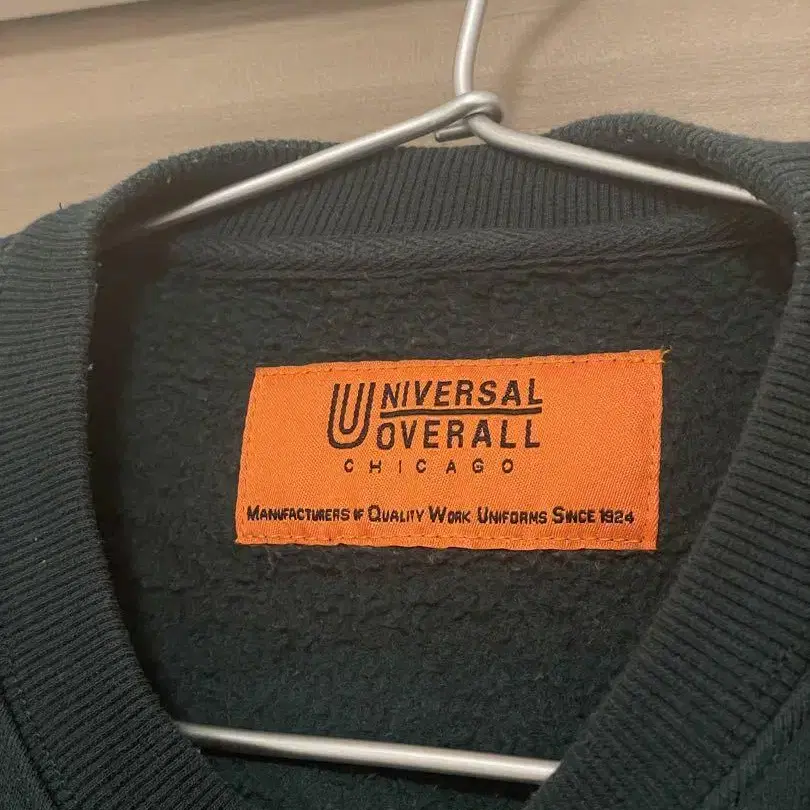 UNIVERSAL
OVERALL
CHICAGO
MANUFACTURERS OF QUALITY WORK UNIFORMS SINCE 1924